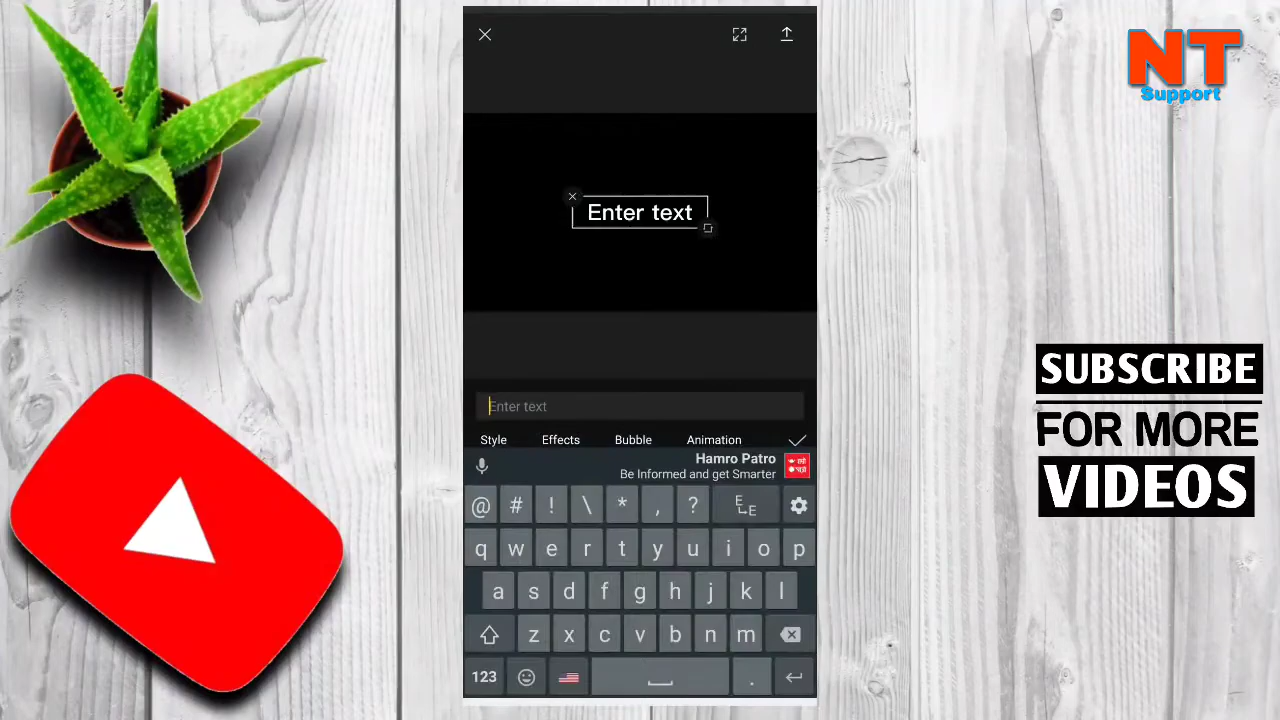 NT
Support
Enter text
Enter text
Style Effects Bubble Animation
Hamro Patro
Be Informed and get Smarter
@ # ! \ * , ? E E
q w e r t y u i o p
a s d f g h j k l
z x c v b n m
123 .
SUBSCRIBE
FOR MORE
VIDEOS